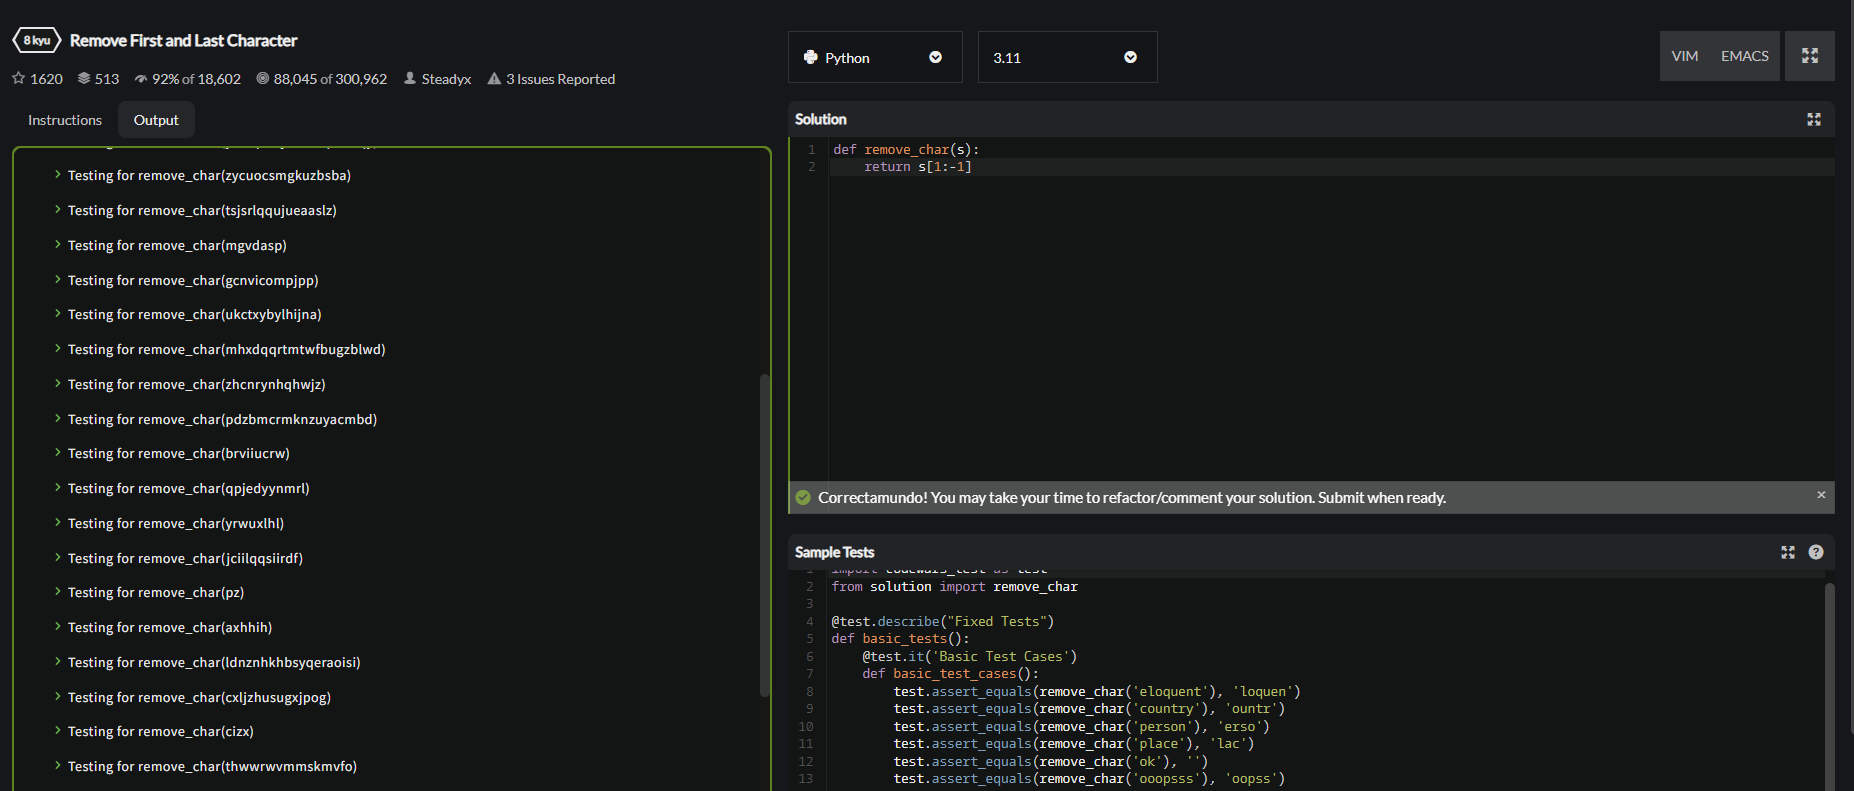 8 kyu Remove First and Last Character
1620 513 92% of 18,602 88,045 of 300,962 Steadyx 3 Issues Reported
Instructions Output
Testing for remove_char(zycuocsmgkuzbsba)
Testing for remove_char(tsjsrlqqujueaaslz)
Testing for remove_char(mgvdasp)
Testing for remove_char(gcnvicompjpp)
Testing for remove_char(ukctxybylhijna)
Testing for remove_char(mhxdqqrtmtwfbugzblwd)
Testing for remove_char(zhcnrynhqhwjz)
Testing for remove_char(pdzbmcrmknzuyacmbd)
Testing for remove_char(brviiucrw)
Testing for remove_char(qpjedyynmrl)
Testing for remove_char(yrwuxlhl)
Testing for remove_char(jciilqqsiirdf)
Testing for remove_char(pz)
Testing for remove_char(axhhih)
Testing for remove_char(ldnznhkhbsyqeraoisi)
Testing for remove_char(cxljzhusugxjpog)
Testing for remove_char(cizx)
Testing for remove_char(thwwrwvmmskmvfo)
Python 3.11 VIM EMACS
Solution
1 def remove_char(s):
2     return s[1:-1]
Correctamundo! You may take your time to refactor/comment your solution. Submit when ready. ×
Sample Tests ?
1 import codewars_test as test
2 from solution import remove_char
3
4 @test.describe("Fixed Tests")
5 def basic_tests():
6     @test.it('Basic Test Cases')
7     def basic_test_cases():
8         test.assert_equals(remove_char('eloquent'), 'loquen')
9         test.assert_equals(remove_char('country'), 'ountr')
10         test.assert_equals(remove_char('person'), 'erso')
11         test.assert_equals(remove_char('place'), 'lac')
12         test.assert_equals(remove_char('ok'), '')
13         test.assert_equals(remove_char('ooopsss'), 'oopss')